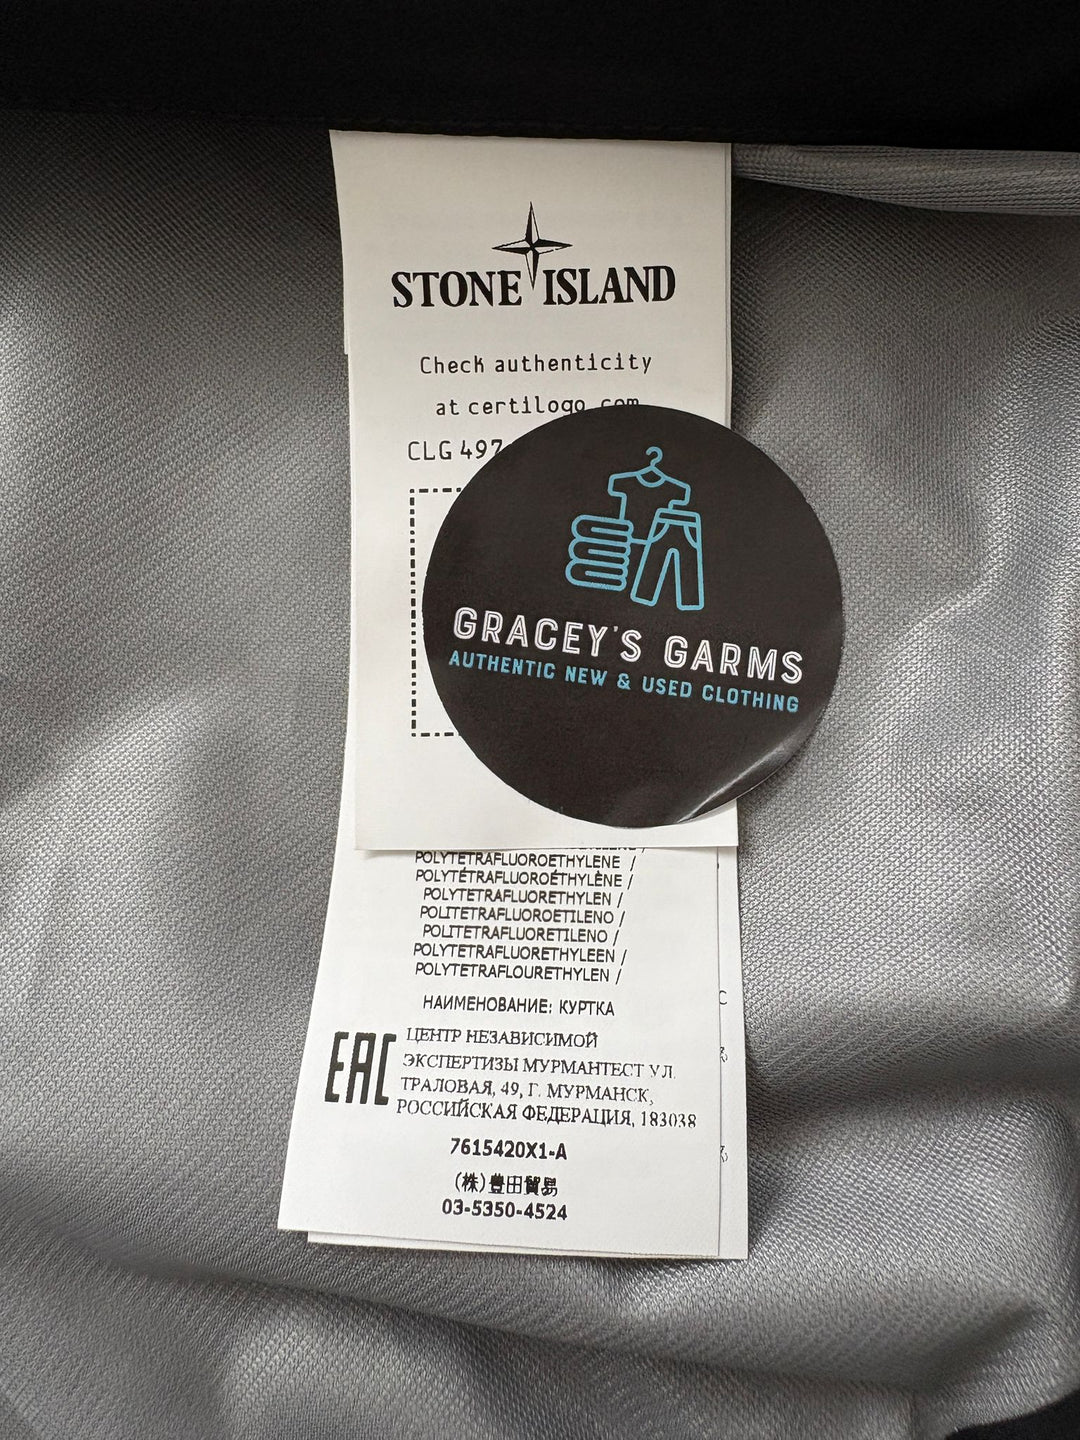 STONE ISLAND
Check authenticity
at certilogo.com
CLG 497
GRACEY'S GARMS
AUTHENTIC NEW & USED CLOTHING
POLYTETRAFLUOROETHYLENE /
POLYTÉTRAFLUOROÉTHYLÈNE /
POLYTETRAFLUORETHYLEN /
POLITETRAFLUOROETILENO /
POLITETRAFLUORETILENO /
POLYTETRAFLUORETHYLEEN /
POLYTETRAFLOURETHYLEN /
НАИМЕНОВАНИЕ: КУРТКА
EAC
ЦЕНТР НЕЗАВИСИМОЙ
ЭКСПЕРТИЗЫ МУРМАНТЕСТ УЛ.
ТРАЛОВАЯ, 49, Г. МУРМАНСК,
РОССИЙСКАЯ ФЕДЕРАЦИЯ, 183038
7615420X1-A
(株)豊田貿易
03-5350-4524